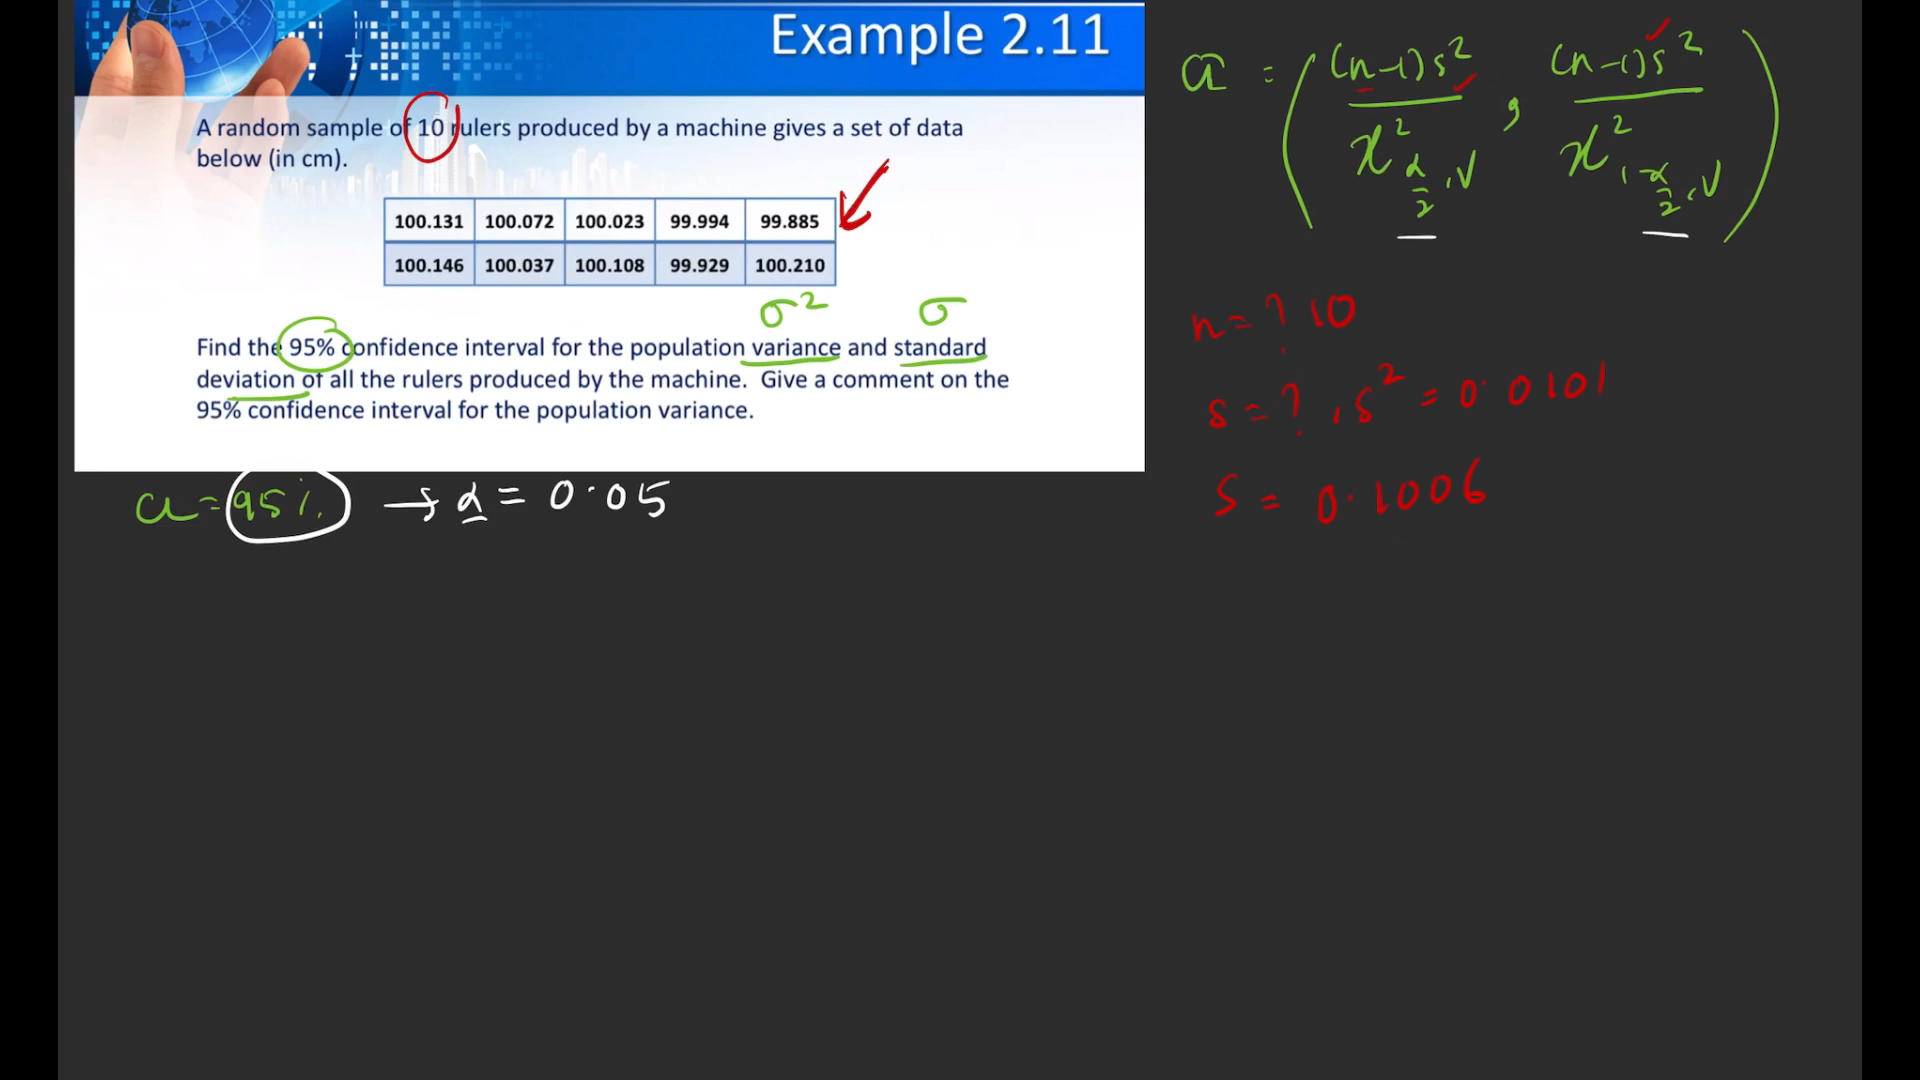 Example 2.11
A random sample of 10 rulers produced by a machine gives a set of data
below (in cm).
100.131 100.072 100.023 99.994 99.885
100.146 100.037 100.108 99.929 100.210
σ² σ
Find the 95% confidence interval for the population variance and standard
deviation of all the rulers produced by the machine. Give a comment on the
95% confidence interval for the population variance.
CI = 95% → α = 0.05
CI = ( (n-1)s² / χ² α/2, v , (n-1)s² / χ² 1-α/2, v )
n = ? 10
s = ? , s² = 0.0101
s = 0.1006